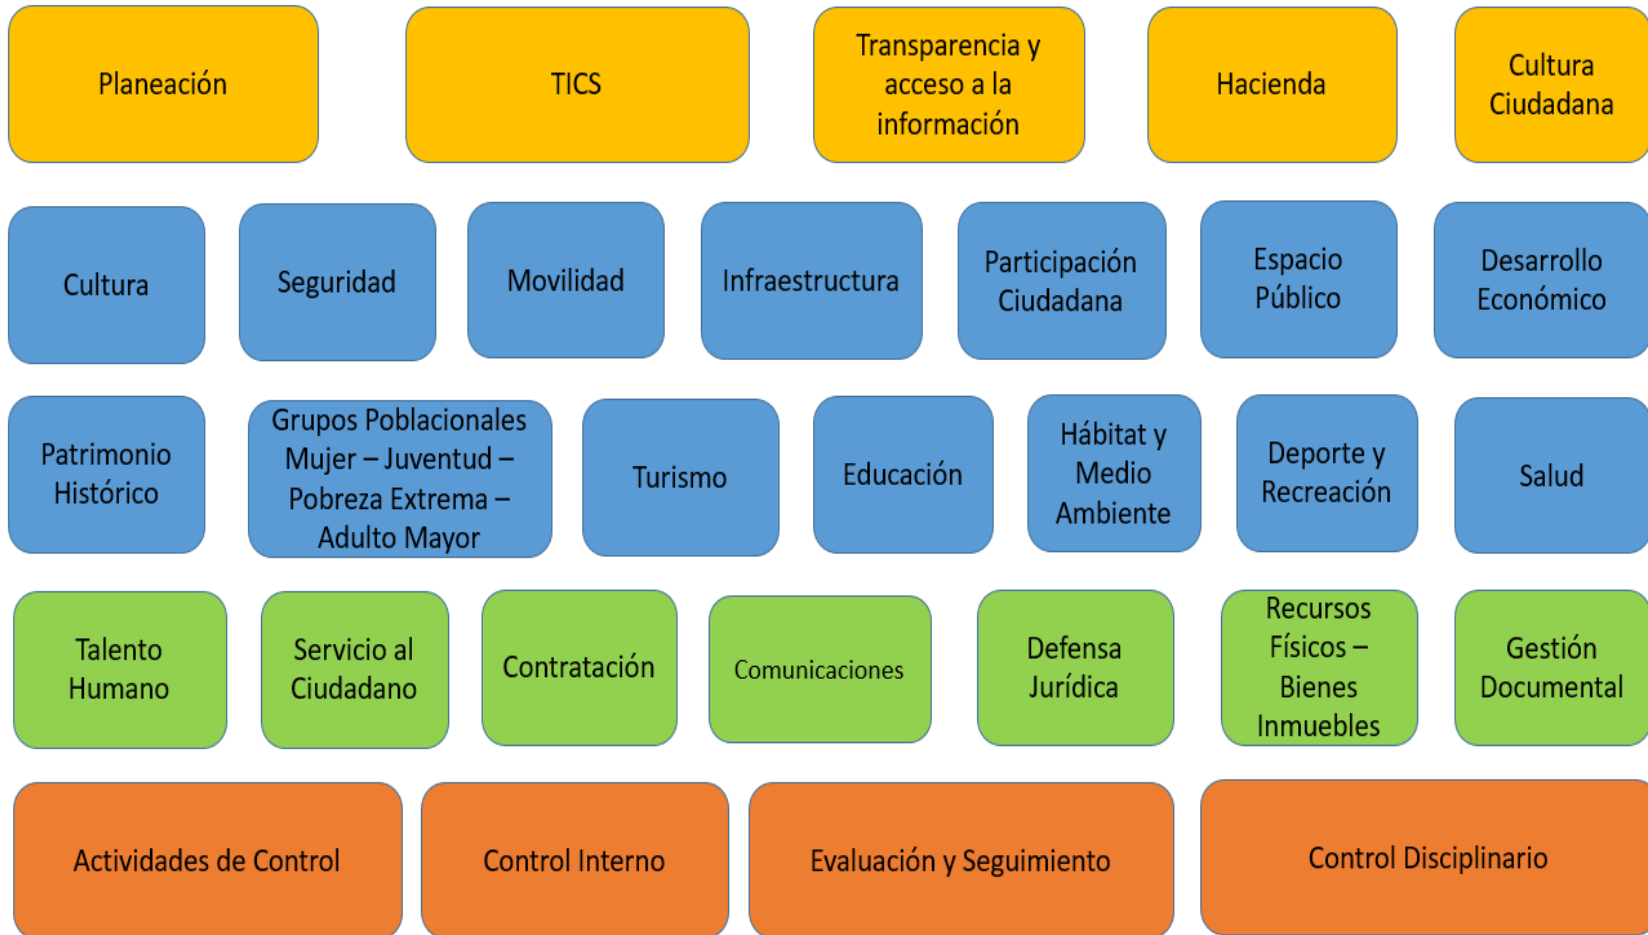 Planeación
TICS
Transparencia y
acceso a la
información
Hacienda
Cultura
Ciudadana
Cultura
Seguridad
Movilidad
Infraestructura
Participación
Ciudadana
Espacio
Público
Desarrollo
Económico
Patrimonio
Histórico
Grupos Poblacionales
Mujer – Juventud –
Pobreza Extrema –
Adulto Mayor
Turismo
Educación
Hábitat y
Medio
Ambiente
Deporte y
Recreación
Salud
Talento
Humano
Servicio al
Ciudadano
Contratación
Comunicaciones
Defensa
Jurídica
Recursos
Físicos –
Bienes
Inmuebles
Gestión
Documental
Actividades de Control
Control Interno
Evaluación y Seguimiento
Control Disciplinario